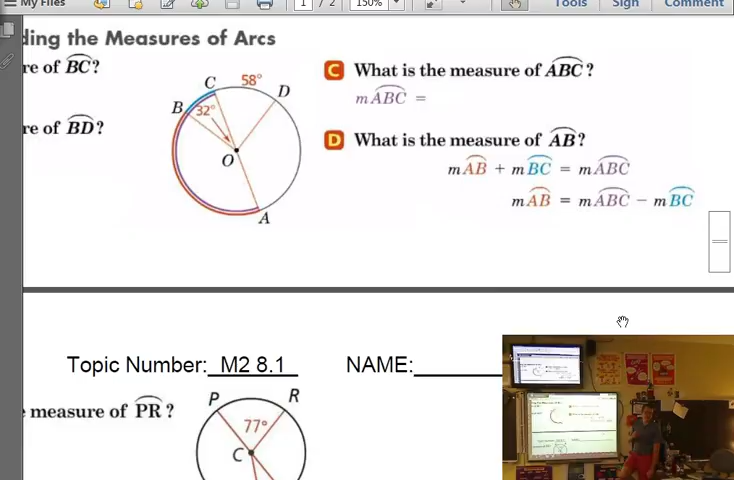 My Files
1 / 2
150%
Tools
Sign
Comment
ding the Measures of Arcs
re of BC?
re of BD?
C
58°
D
B
32°
O
A
C What is the measure of ABC?
mABC =
D What is the measure of AB?
mAB + mBC = mABC
mAB = mABC − mBC
Topic Number: M2 8.1
NAME:
measure of PR?
P
R
77°
C